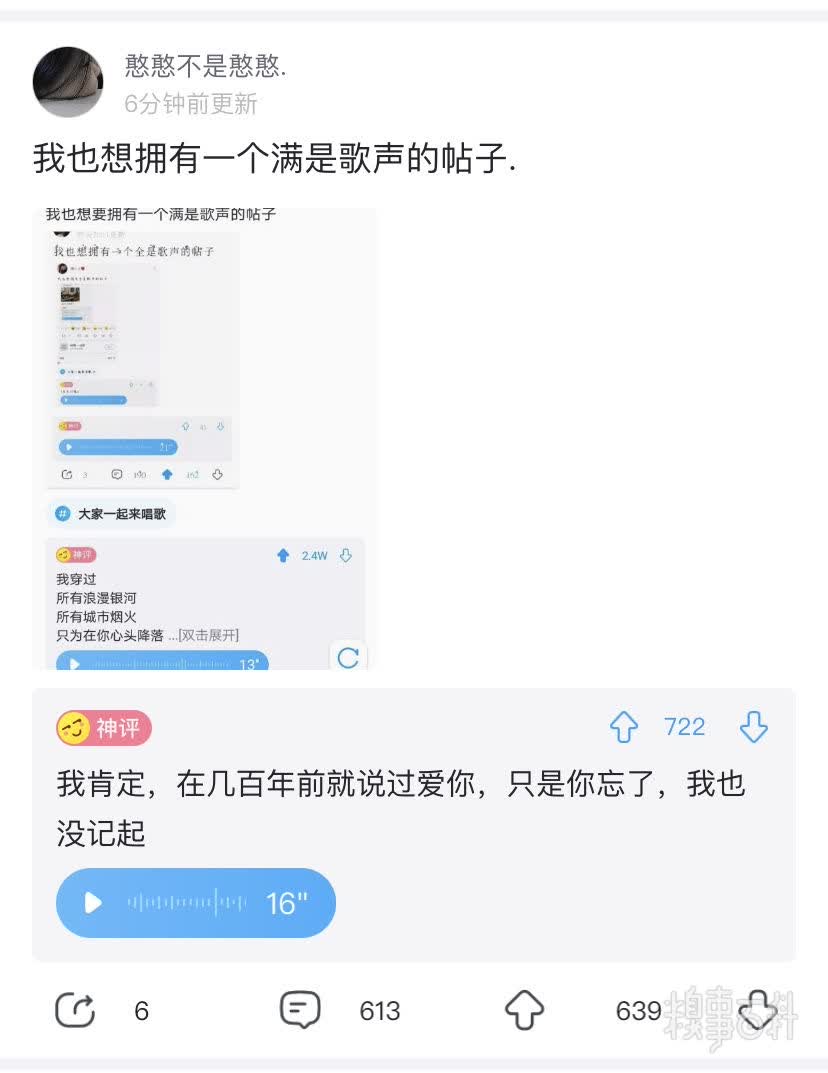 憨憨不是憨憨.
6分钟前更新
我也想拥有一个满是歌声的帖子.
我也想要拥有一个满是歌声的帖子
我也想拥有一个全是歌声的帖子
神评 41
21"
3 190 162
# 大家一起来唱歌
神评 2.4W
我穿过
所有浪漫银河
所有城市烟火
只为在你心头降落 ...[双击展开]
13"
神评 722
我肯定，在几百年前就说过爱你，只是你忘了，我也
没记起
16"
6 613 639
糗事百科